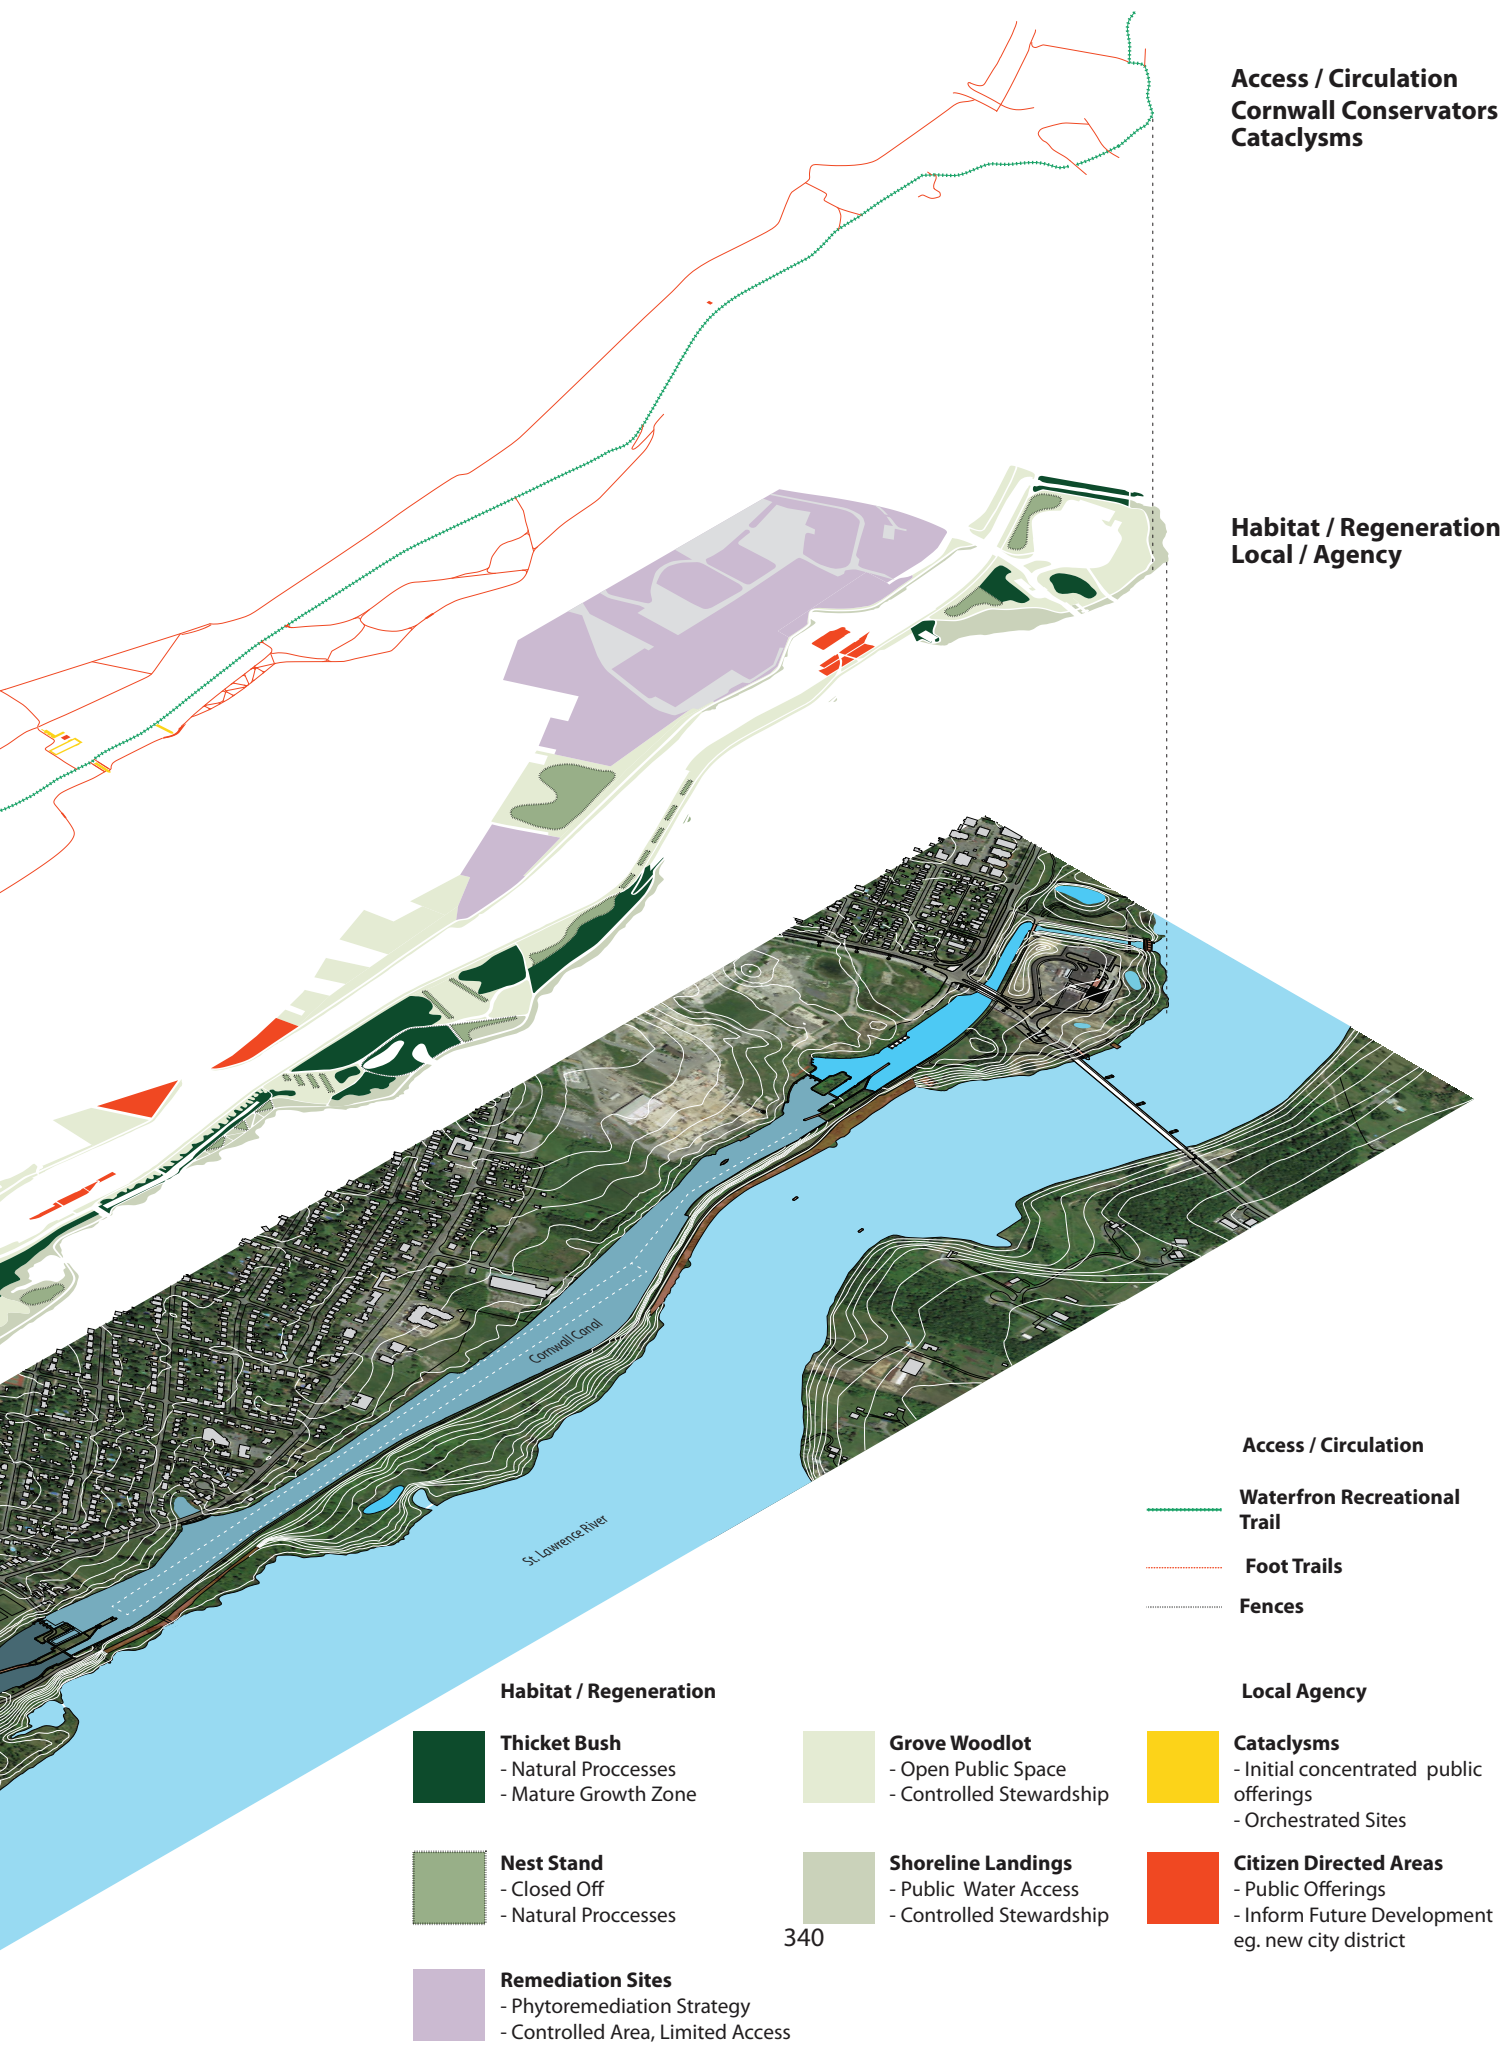 Access / Circulation
Cornwall Conservators
Cataclysms
Habitat / Regeneration
Local / Agency
Cornwall Canal
St. Lawrence River
Access / Circulation
Waterfron Recreational
Trail
Foot Trails
Fences
Habitat / Regeneration
Thicket Bush
- Natural Proccesses
- Mature Growth Zone
Nest Stand
- Closed Off
- Natural Proccesses
Remediation Sites
- Phytoremediation Strategy
- Controlled Area, Limited Access
Grove Woodlot
- Open Public Space
- Controlled Stewardship
Shoreline Landings
- Public Water Access
- Controlled Stewardship
Local Agency
Cataclysms
- Initial concentrated public
offerings
- Orchestrated Sites
Citizen Directed Areas
- Public Offerings
- Inform Future Development
eg. new city district
340